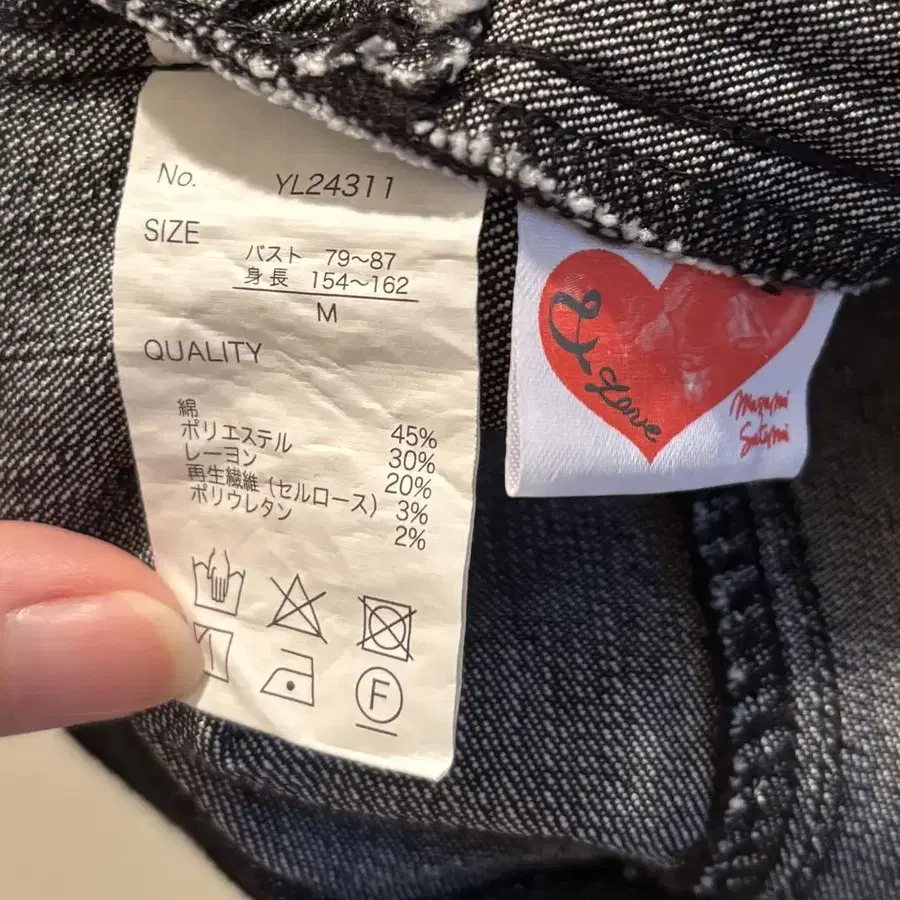 No. YL24311
SIZE
バスト 79〜87
身長 154〜162
M
QUALITY
綿 45%
ポリエステル 30%
レーヨン 20%
再生繊維(セルロース) 3%
ポリウレタン 2%
F
Love